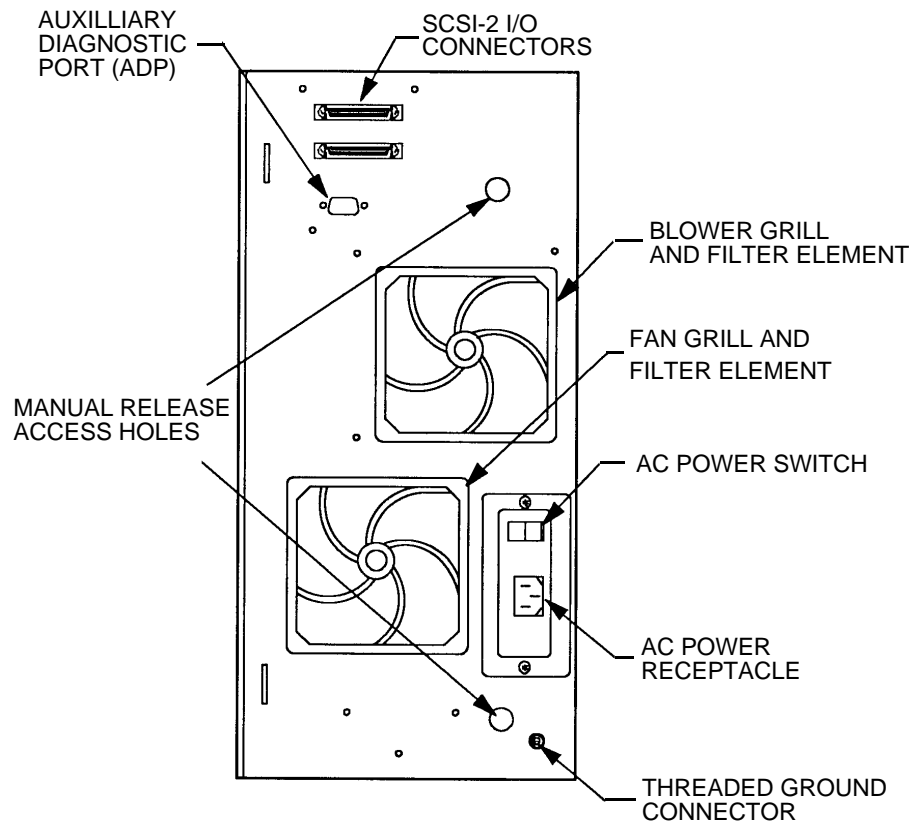 AUXILLIARY
DIAGNOSTIC
PORT (ADP)
SCSI-2 I/O
CONNECTORS
BLOWER GRILL
AND FILTER ELEMENT
FAN GRILL AND
FILTER ELEMENT
MANUAL RELEASE
ACCESS HOLES
AC POWER SWITCH
AC POWER
RECEPTACLE
THREADED GROUND
CONNECTOR